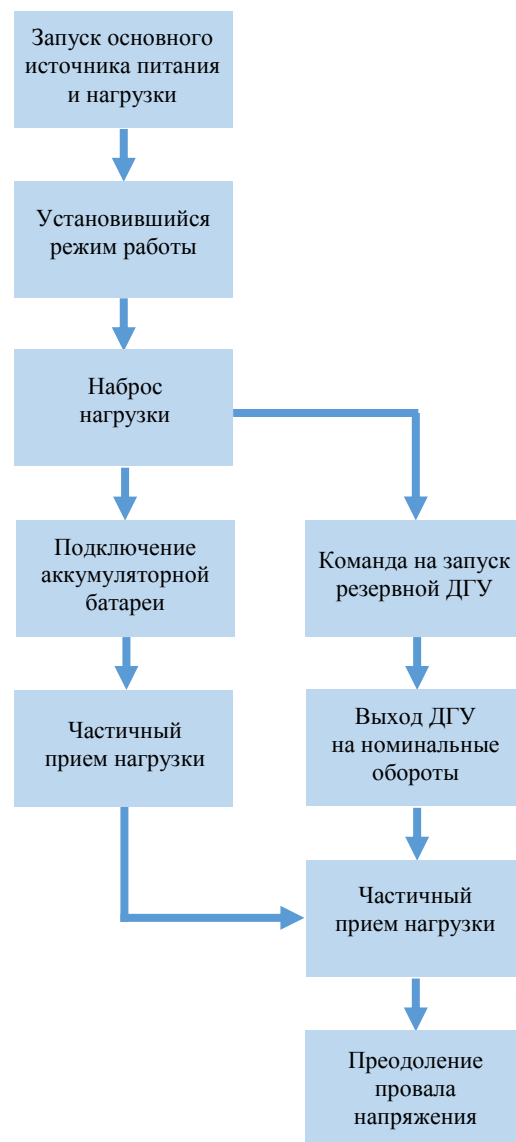 Запуск основного
источника питания
и нагрузки
Установившийся
режим работы
Наброс
нагрузки
Подключение
аккумуляторной
батареи
Частичный
прием нагрузки
Команда на запуск
резервной ДГУ
Выход ДГУ
на номинальные
обороты
Частичный
прием нагрузки
Преодоление
провала
напряжения